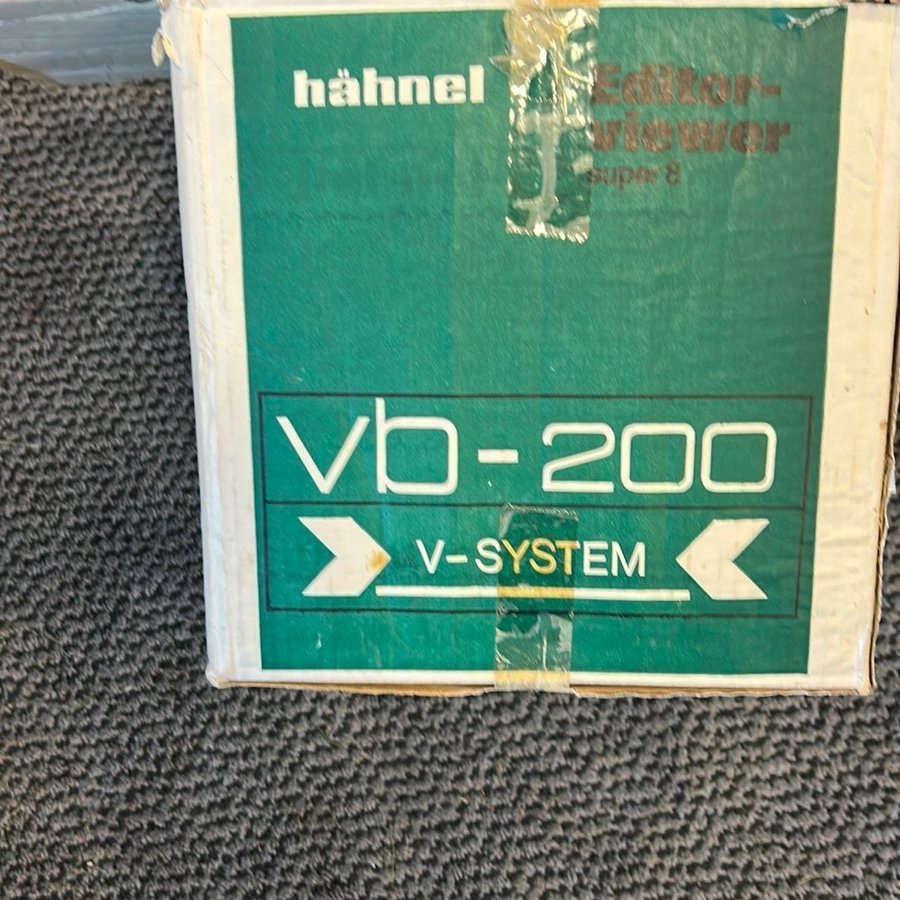 hähnel
Editor-
viewer
super 8
vb-200
V-SYSTEM